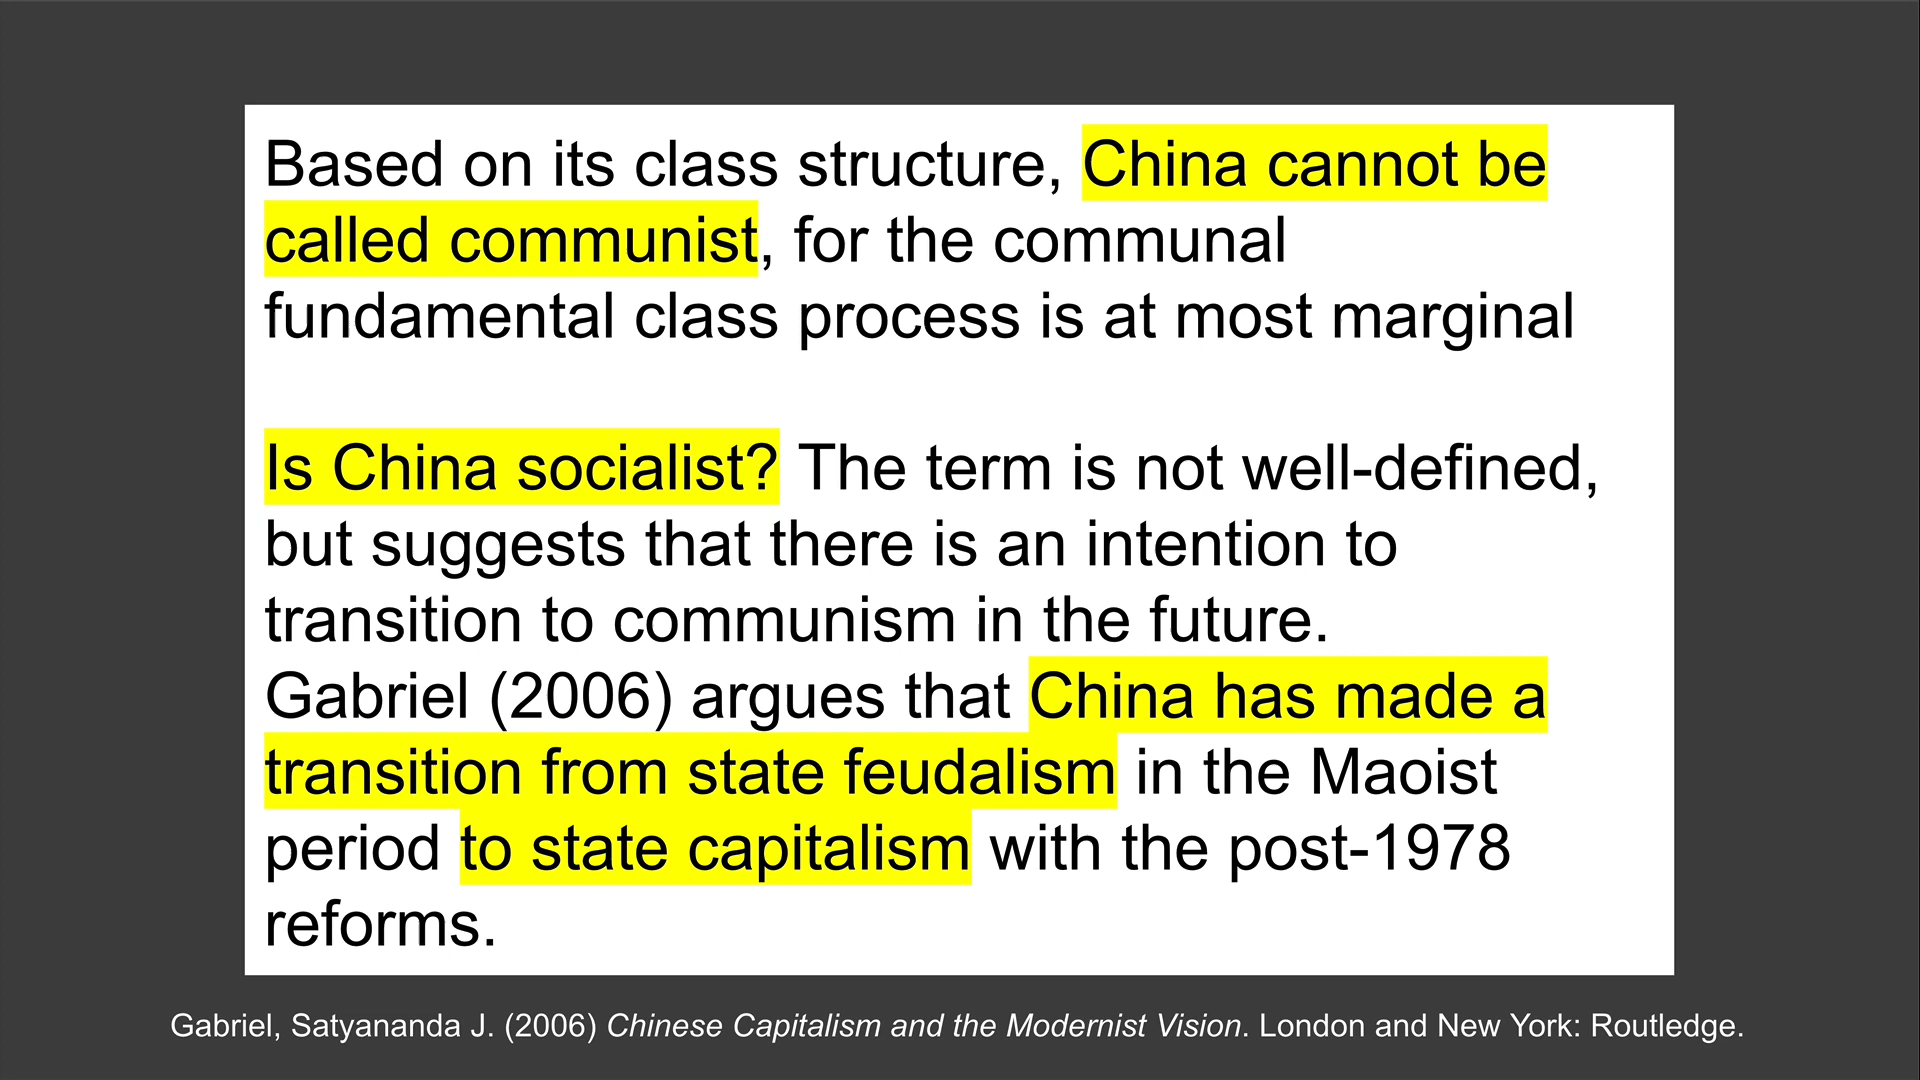 Based on its class structure, China cannot be
called communist, for the communal
fundamental class process is at most marginal
Is China socialist? The term is not well-defined,
but suggests that there is an intention to
transition to communism in the future.
Gabriel (2006) argues that China has made a
transition from state feudalism in the Maoist
period to state capitalism with the post-1978
reforms.
Gabriel, Satyananda J. (2006) Chinese Capitalism and the Modernist Vision. London and New York: Routledge.